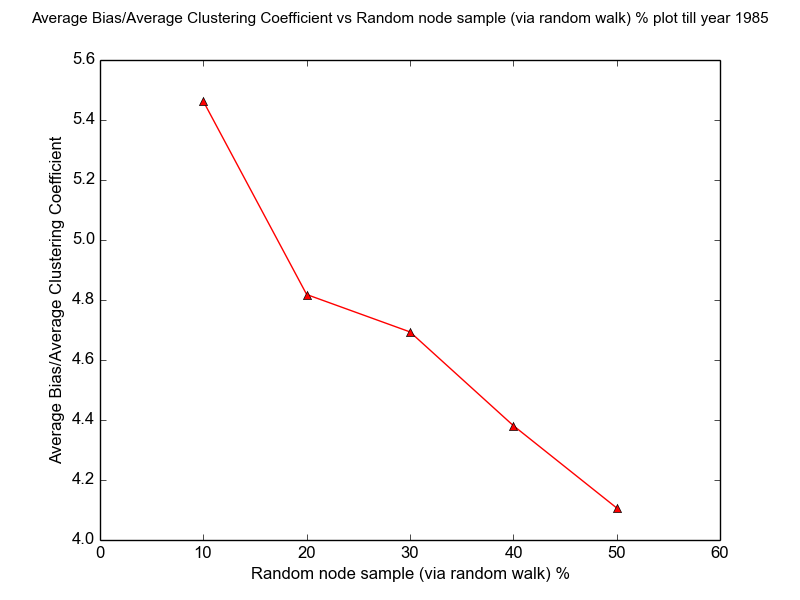 Average Bias/Average Clustering Coefficient vs Random node sample (via random walk) % plot till year 1985
5.6
5.4
5.2
5.0
4.8
4.6
4.4
4.2
4.0
Average Bias/Average Clustering Coefficient
0 10 20 30 40 50 60
Random node sample (via random walk) %